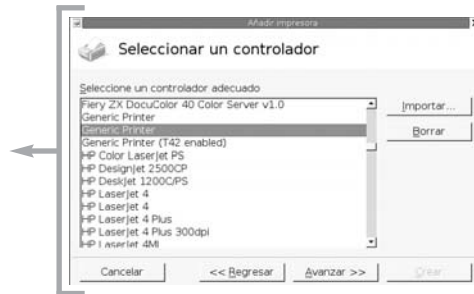 Añadir impresora
Seleccionar un controlador
Seleccione un controlador adecuado
Fiery ZX DocuColor 40 Color Server v1.0
Generic Printer
Generic Printer
Generic Printer (T42 enabled)
HP Color LaserJet PS
HP DesignJet 2500CP
HP DeskJet 1200C/PS
HP LaserJet 4
HP LaserJet 4
HP LaserJet 4 Plus
HP LaserJet 4 Plus 300dpi
HP LaserJet 4M
Importar...
Borrar
Cancelar
<< Regresar
Avanzar >>
Crear